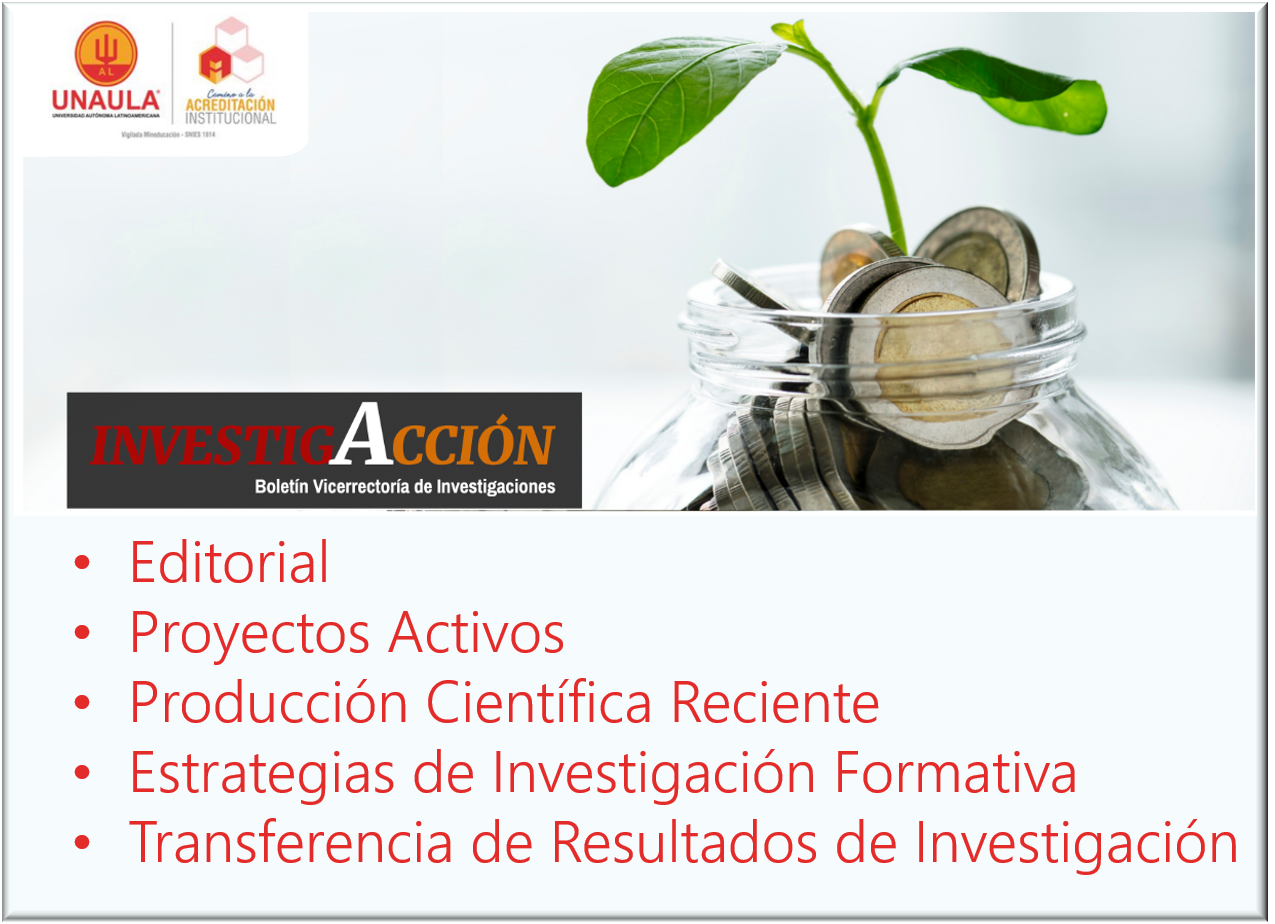 AL
UNAULA®
UNIVERSIDAD AUTÓNOMA LATINOAMERICANA
Camino a la
ACREDITACIÓN
INSTITUCIONAL
Vigilada Mineducación - SNIES 1814
INVESTIGACCIÓN
Boletín Vicerrectoría de Investigaciones
• Editorial
• Proyectos Activos
• Producción Científica Reciente
• Estrategias de Investigación Formativa
• Transferencia de Resultados de Investigación